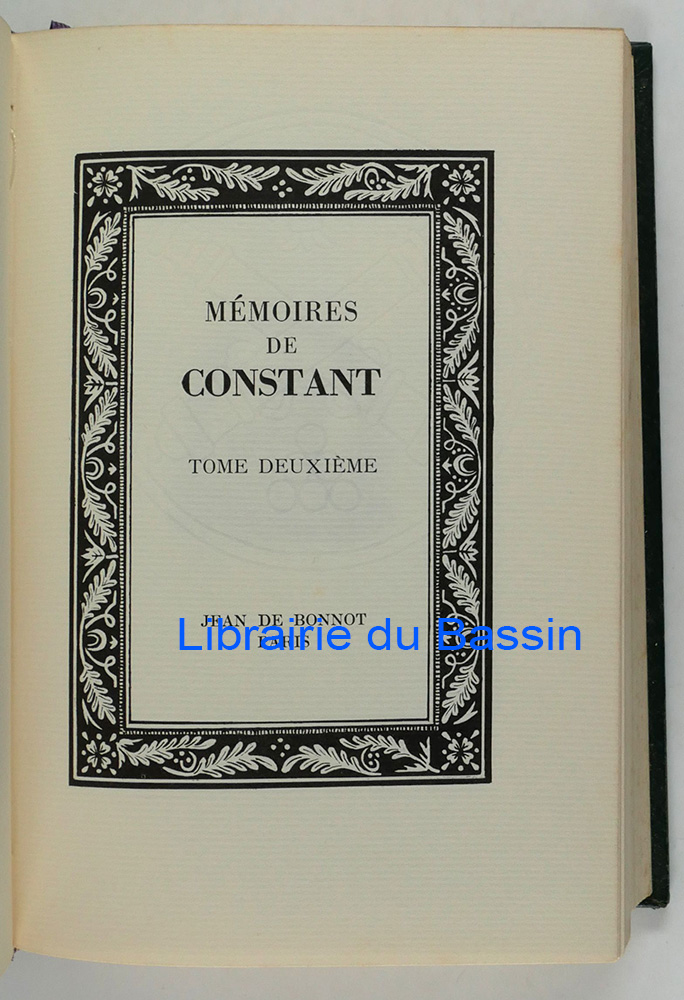 MÉMOIRES
DE
CONSTANT
TOME DEUXIÈME
JEAN DE BONNOT
PARIS
Librairie du Bassin